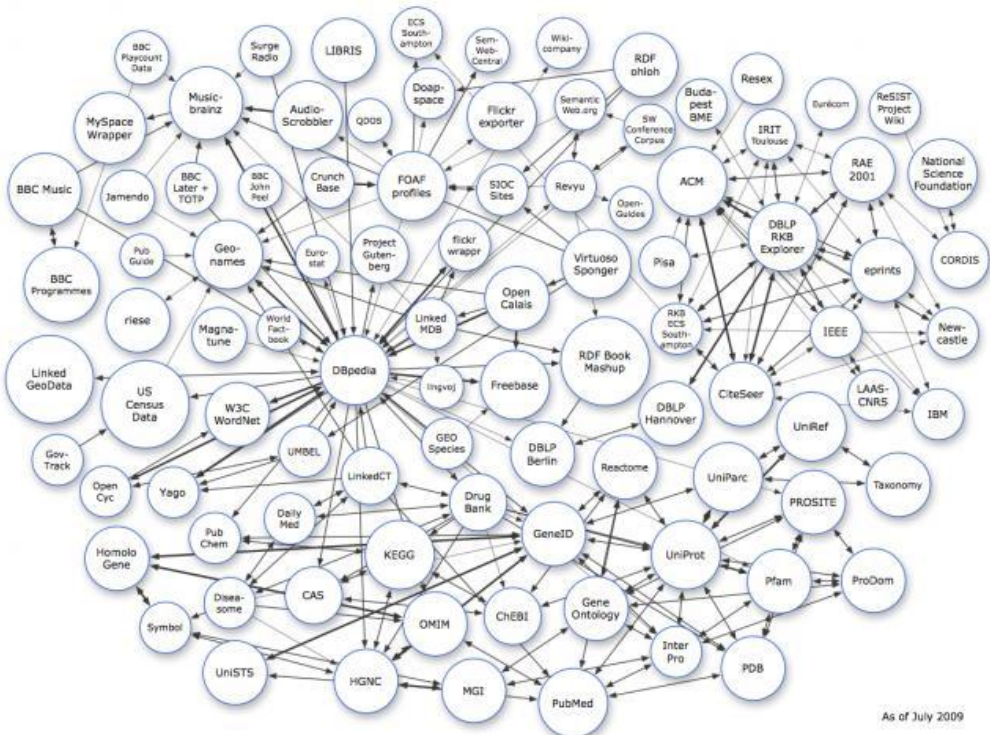 BBC
Playcount
Data
Surge
Radio
LIBRIS
ECS
South-
ampton
Sem-
Web-
Central
Wiki-
company
RDF
ohloh
Resex
Music-
brainz
Audio-
Scrobbler
QDOS
Doap-
space
Flickr
exporter
Semantic
Web.org
Buda-
pest
BME
Eurécom
ReSIST
Project
Wiki
MySpace
Wrapper
SW
Conference
Corpus
IRIT
Toulouse
BBC Music
Jamendo
BBC
Later +
TOTP
BBC
John
Peel
Crunch
Base
FOAF
profiles
SIOC
Sites
Revyu
Open-
Guides
ACM
RAE
2001
National
Science
Foundation
DBLP
RKB
Explorer
Pub
Guide
Geo-
names
Euro-
stat
Project
Guten-
berg
flickr
wrappr
Virtuoso
Sponger
Pisa
eprints
CORDIS
BBC
Programmes
riese
Magna-
tune
World
Fact-
book
Linked
MDB
Open
Calais
RKB
ECS
South-
ampton
IEEE
New-
castle
Linked
GeoData
US
Census
Data
W3C
WordNet
DBpedia
lingvoj
Freebase
RDF Book
Mashup
CiteSeer
LAAS-
CNRS
IBM
DBLP
Hannover
Gov-
Track
Open
Cyc
Yago
UMBEL
LinkedCT
GEO
Species
DBLP
Berlin
Reactome
UniParc
UniRef
Taxonomy
PROSITE
Daily
Med
Drug
Bank
Pub
Chem
Homolo
Gene
KEGG
GeneID
UniProt
Pfam
ProDom
Disea-
some
CAS
Symbol
OMIM
ChEBI
Gene
Ontology
Inter
Pro
PDB
UniSTS
HGNC
MGI
PubMed
As of July 2009